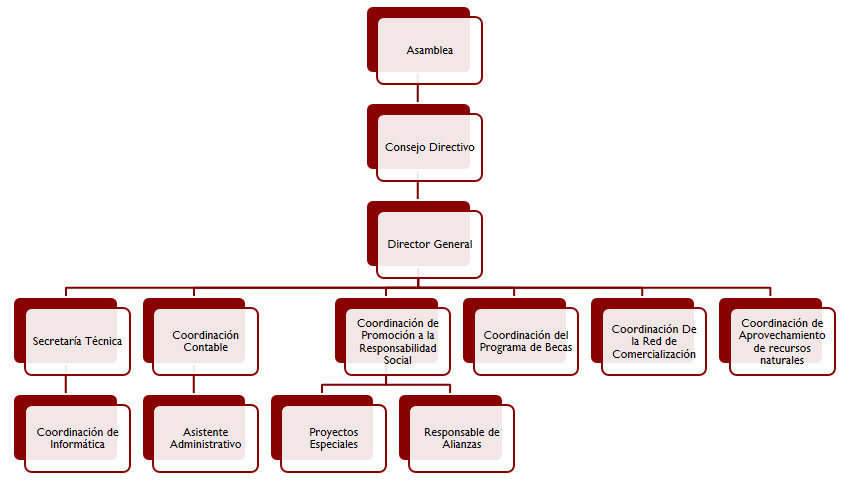 Asamblea
Consejo Directivo
Director General
Secretaría Técnica
Coordinación
Contable
Coordinación de
Promoción a la
Responsabilidad
Social
Coordinación del
Programa de Becas
Coordinación De
la Red de
Comercialización
Coordinación de
Aprovechamiento
de recursos
naturales
Coordinación de
Informática
Asistente
Administrativo
Proyectos
Especiales
Responsable de
Alianzas